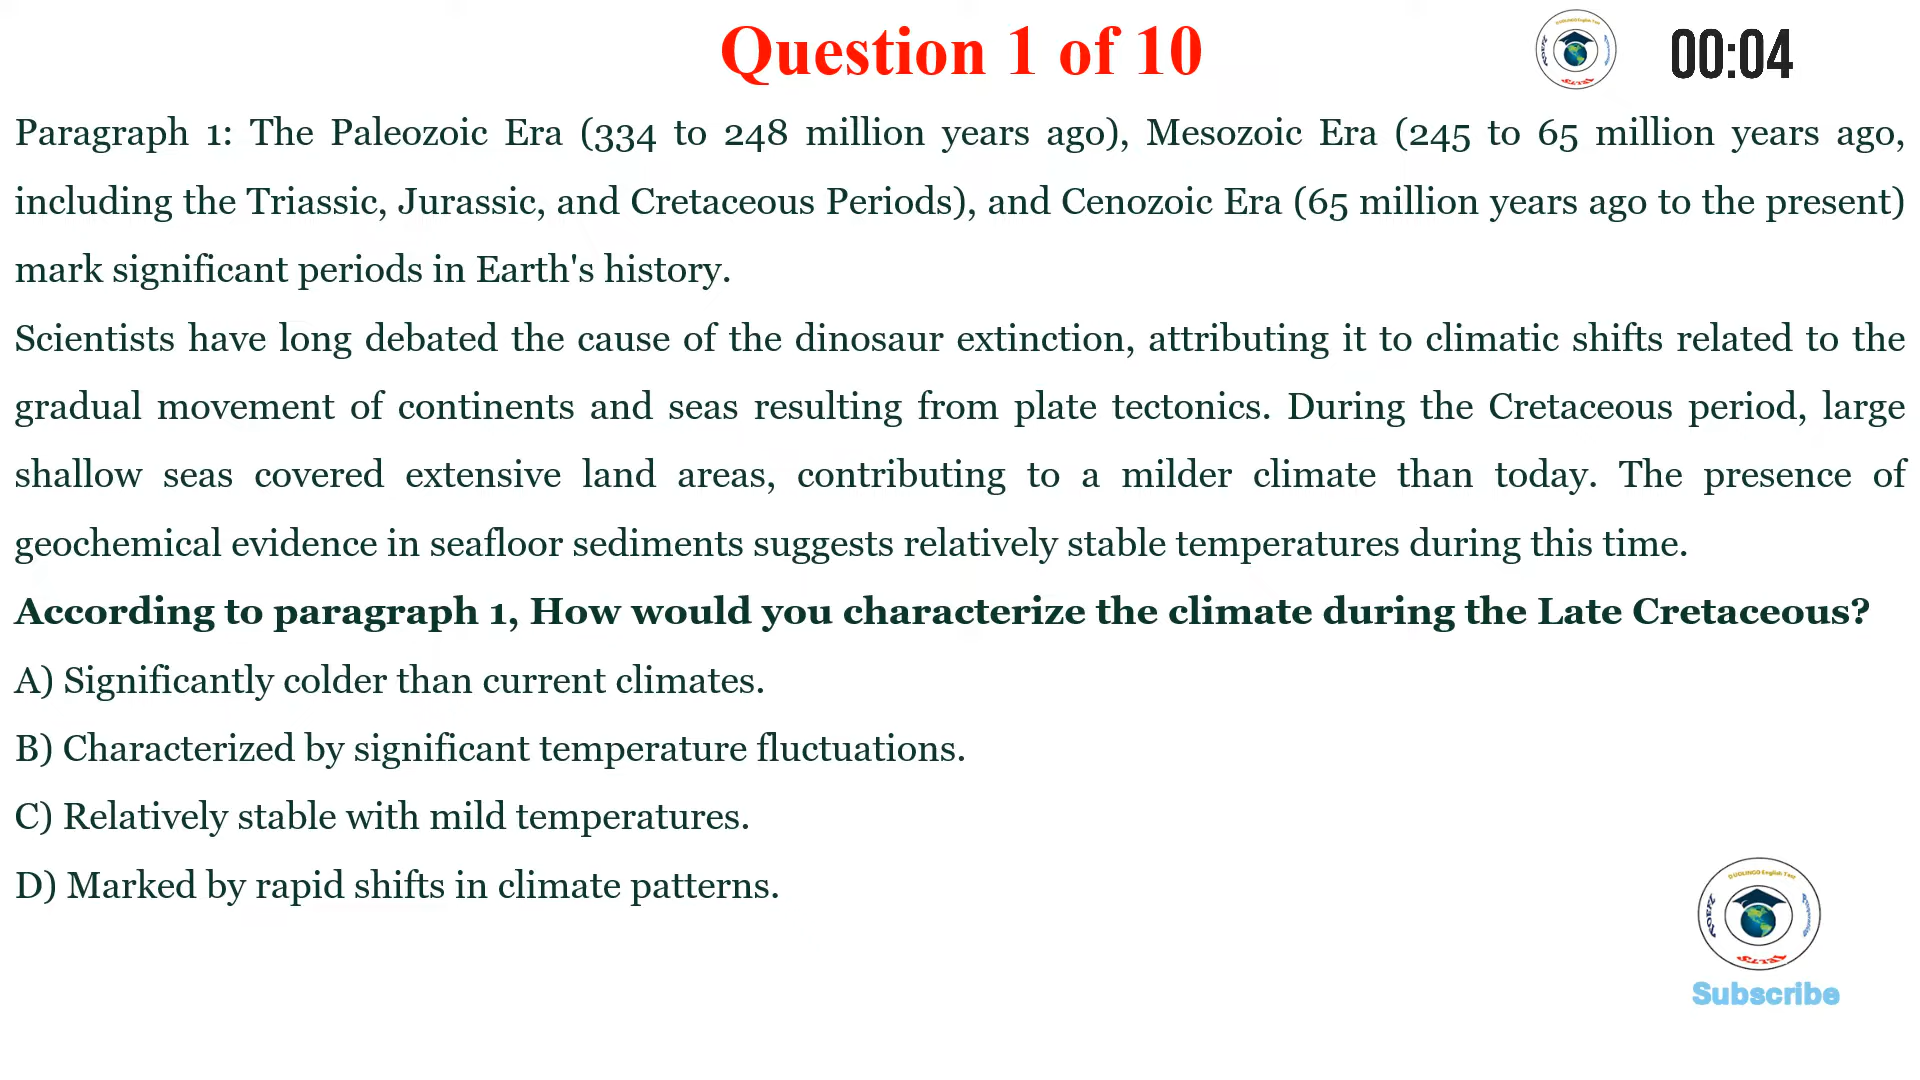 Question 1 of 10
00:04
Paragraph 1: The Paleozoic Era (334 to 248 million years ago), Mesozoic Era (245 to 65 million years ago,
including the Triassic, Jurassic, and Cretaceous Periods), and Cenozoic Era (65 million years ago to the present)
mark significant periods in Earth's history.
Scientists have long debated the cause of the dinosaur extinction, attributing it to climatic shifts related to the
gradual movement of continents and seas resulting from plate tectonics. During the Cretaceous period, large
shallow seas covered extensive land areas, contributing to a milder climate than today. The presence of
geochemical evidence in seafloor sediments suggests relatively stable temperatures during this time.
According to paragraph 1, How would you characterize the climate during the Late Cretaceous?
A) Significantly colder than current climates.
B) Characterized by significant temperature fluctuations.
C) Relatively stable with mild temperatures.
D) Marked by rapid shifts in climate patterns.
DUOLINGO English Test
IELTS
Subscribe